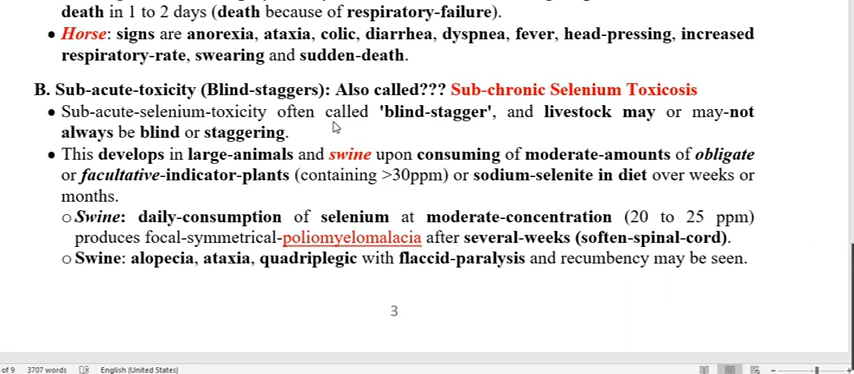 death in 1 to 2 days (death because of respiratory-failure).
• Horse: signs are anorexia, ataxia, colic, diarrhea, dyspnea, fever, head-pressing, increased
respiratory-rate, swearing and sudden-death.
B. Sub-acute-toxicity (Blind-staggers): Also called??? Sub-chronic Selenium Toxicosis
• Sub-acute-selenium-toxicity often called 'blind-stagger', and livestock may or may-not
always be blind or staggering.
• This develops in large-animals and swine upon consuming of moderate-amounts of obligate
or facultative-indicator-plants (containing >30ppm) or sodium-selenite in diet over weeks or
months.
○ Swine: daily-consumption of selenium at moderate-concentration (20 to 25 ppm)
produces focal-symmetrical-poliomyelomalacia after several-weeks (soften-spinal-cord).
○ Swine: alopecia, ataxia, quadriplegic with flaccid-paralysis and recumbency may be seen.
3
of 9 3707 words English (United States)